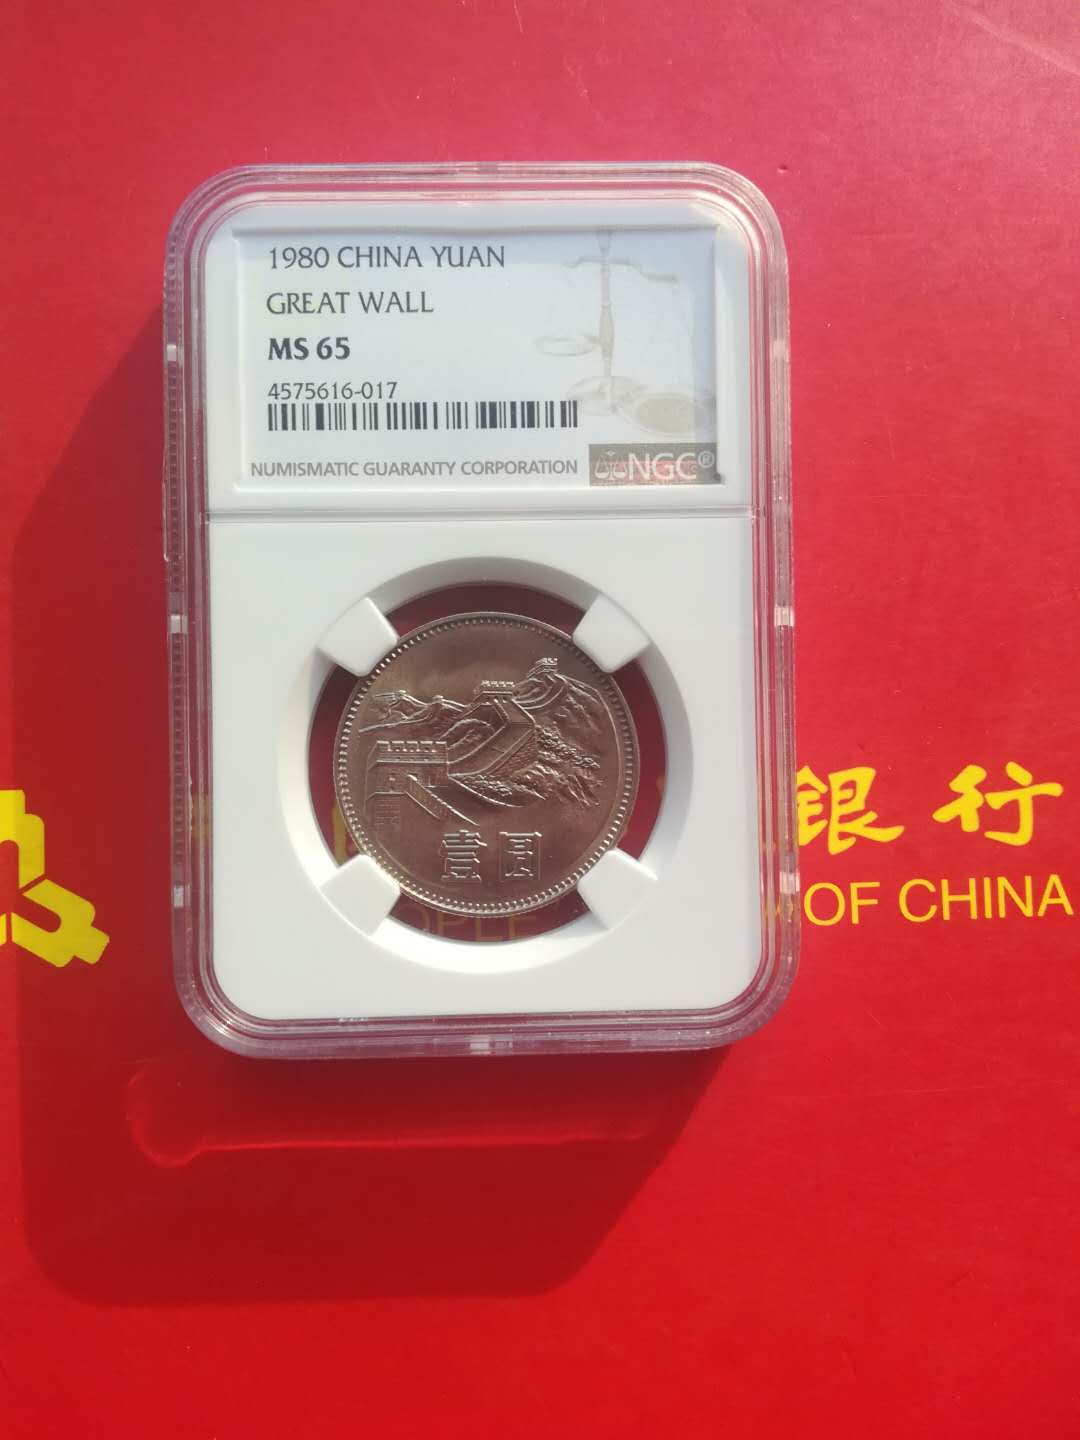 1980 CHINA YUAN
GREAT WALL
MS 65
4575616-017
NUMISMATIC GUARANTY CORPORATION
NGC®
壹圆
银行
OF CHINA